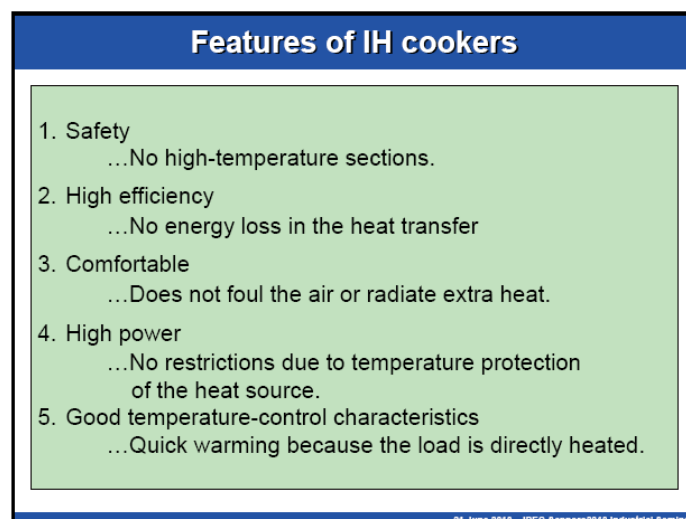 Features of IH cookers
1. Safety
…No high-temperature sections.
2. High efficiency
…No energy loss in the heat transfer
3. Comfortable
…Does not foul the air or radiate extra heat.
4. High power
…No restrictions due to temperature protection
of the heat source.
5. Good temperature-control characteristics
…Quick warming because the load is directly heated.